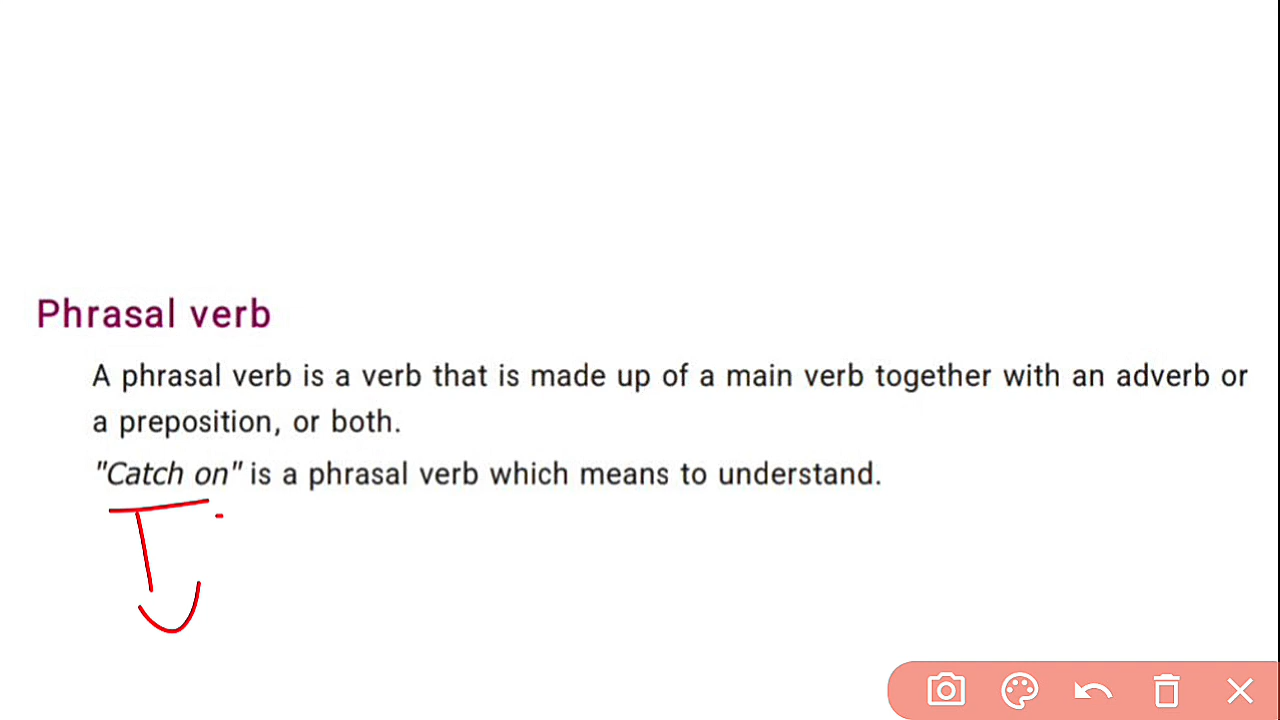 Phrasal verb
A phrasal verb is a verb that is made up of a main verb together with an adverb or
a preposition, or both.
"Catch on" is a phrasal verb which means to understand.